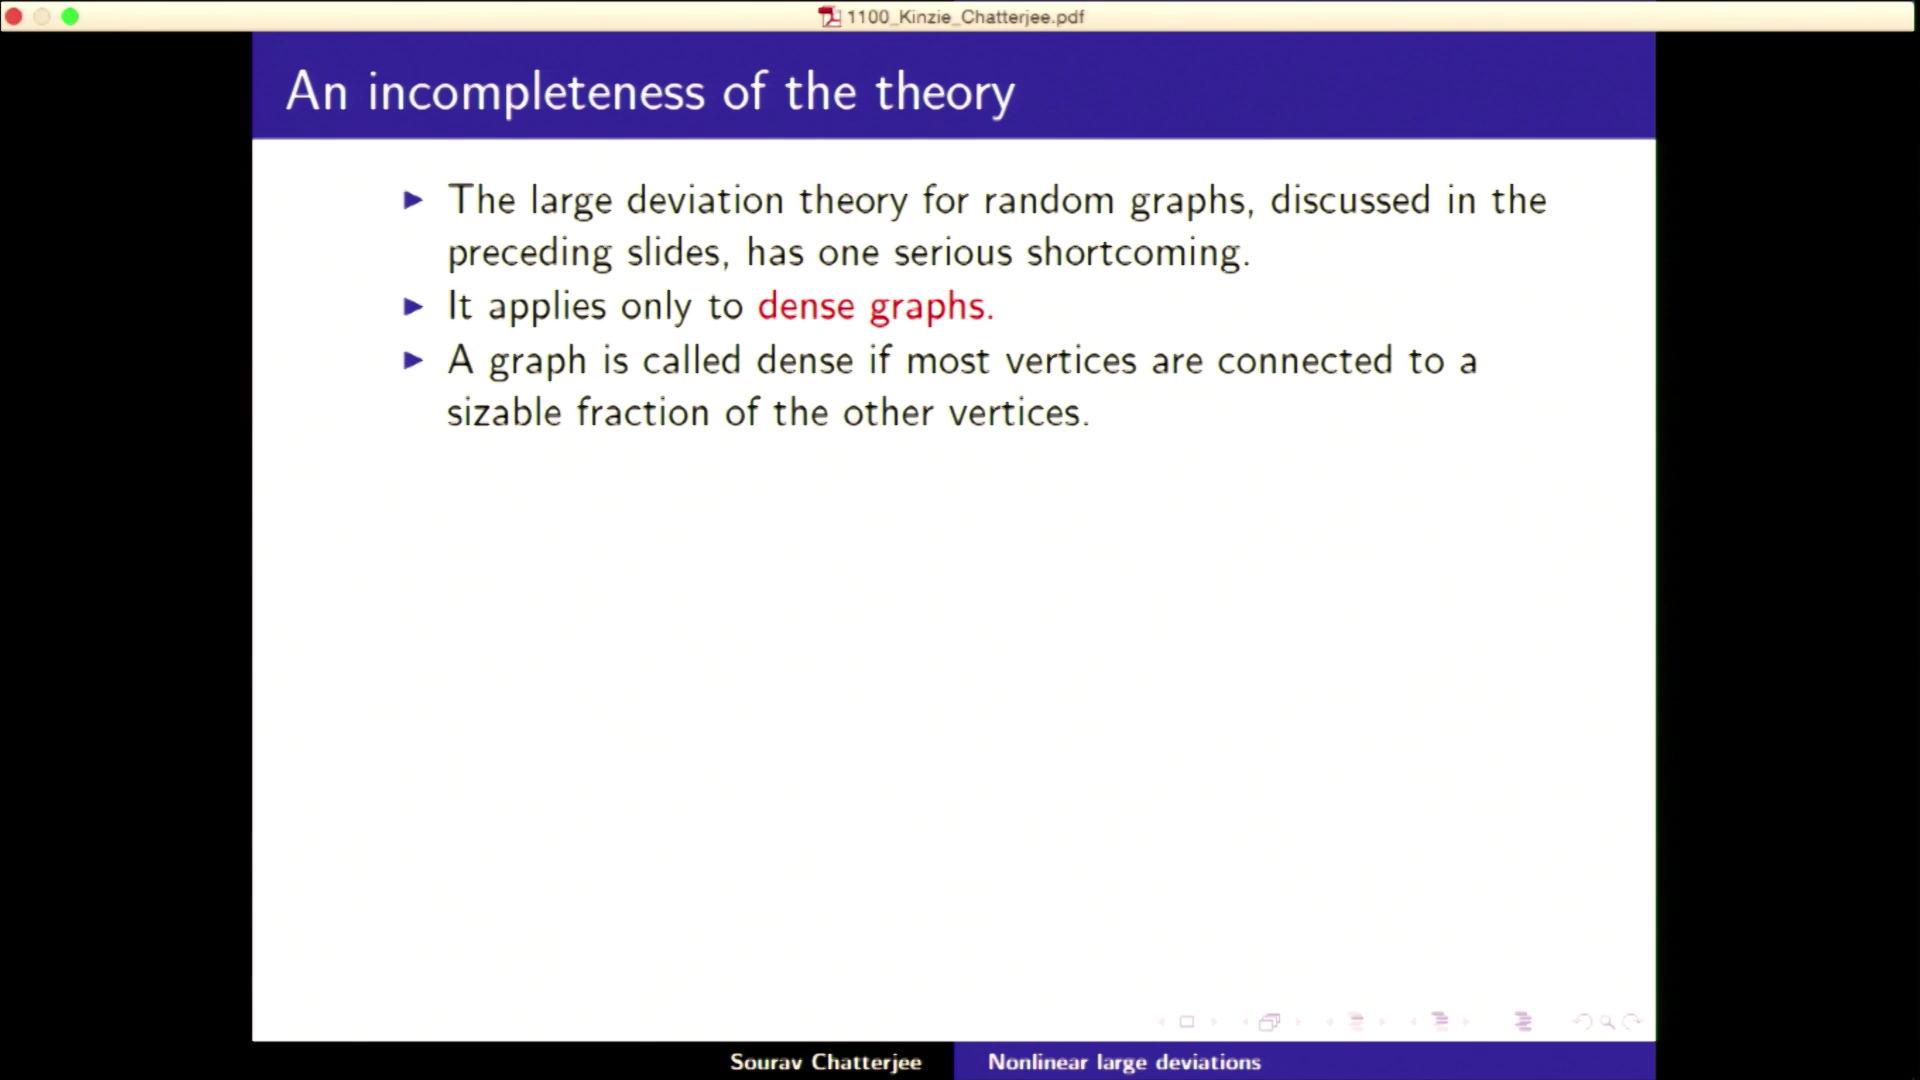 1100_Kinzie_Chatterjee.pdf
An incompleteness of the theory
The large deviation theory for random graphs, discussed in the
preceding slides, has one serious shortcoming.
It applies only to dense graphs.
A graph is called dense if most vertices are connected to a
sizable fraction of the other vertices.
Sourav Chatterjee
Nonlinear large deviations